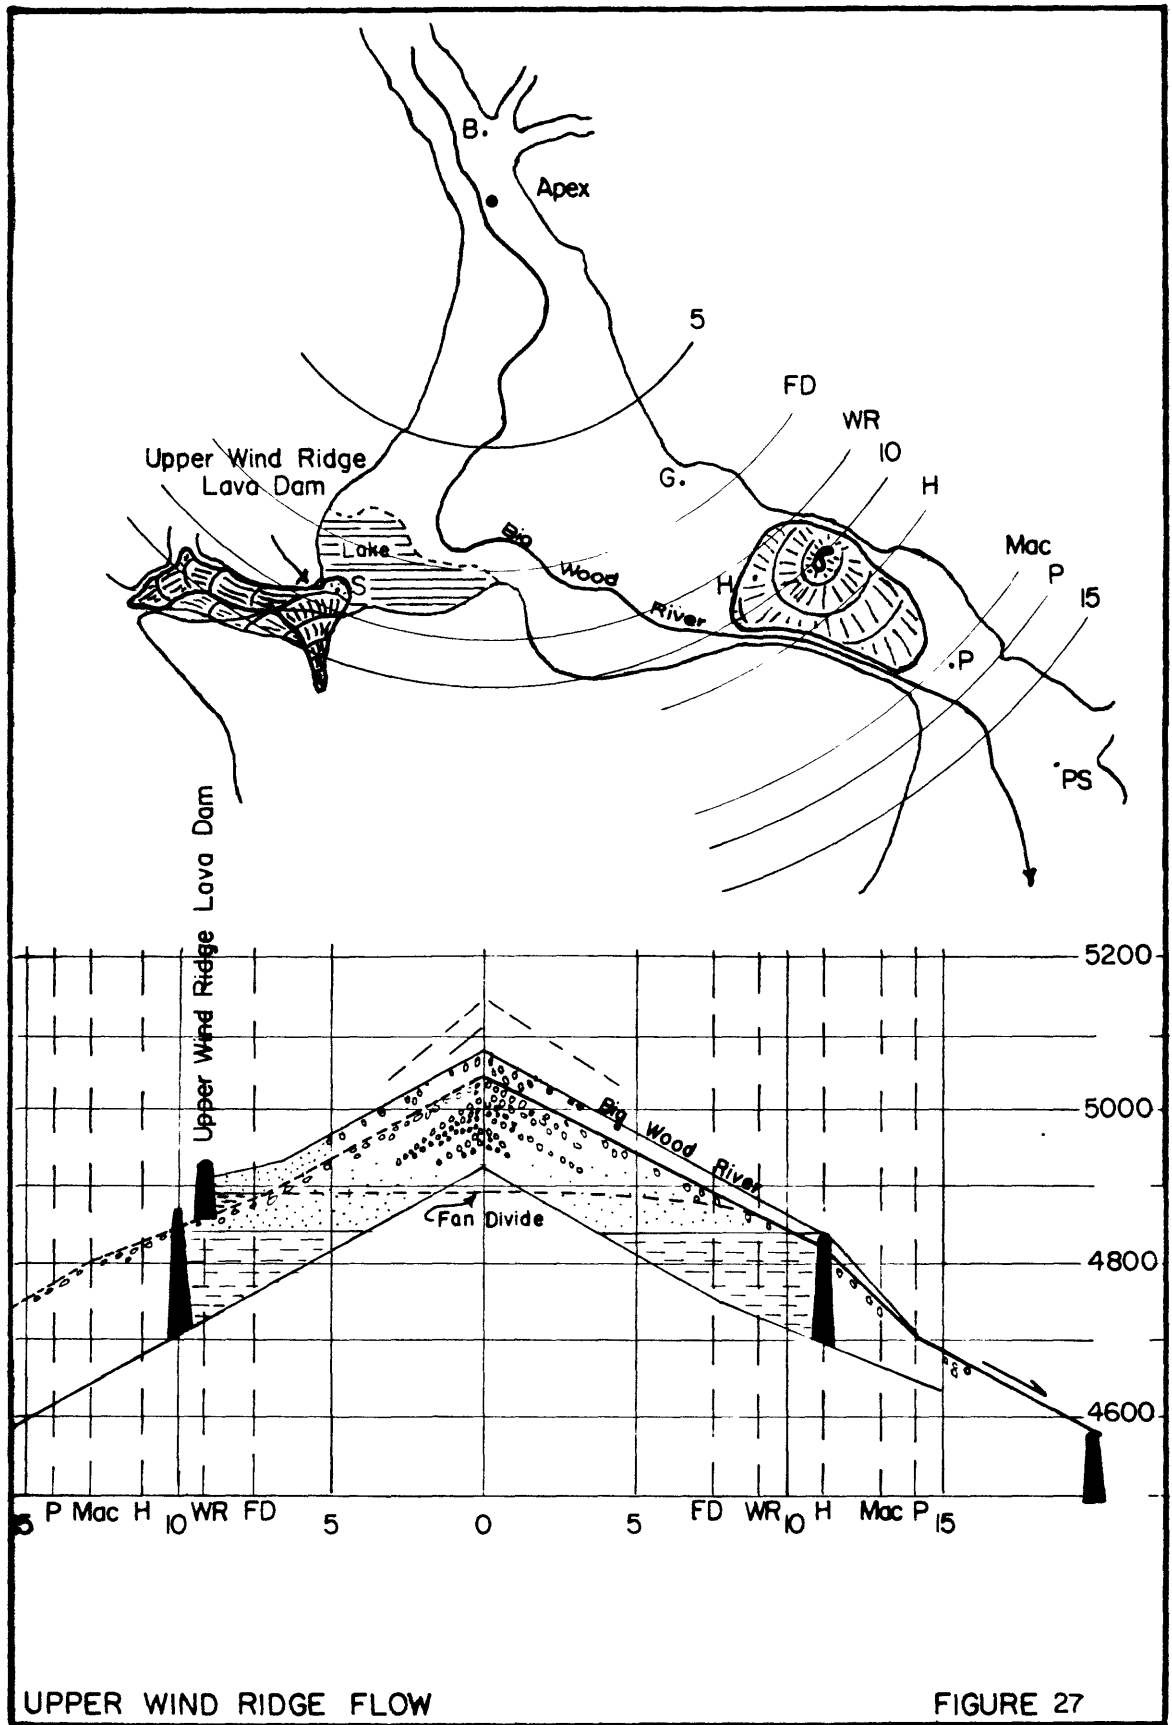 B.
Apex
5
FD
WR
10
H
Upper Wind Ridge
Lava Dam
G.
Mac
P
15
Lake
S
Big Wood River
H
.P
PS
Upper Wind Ridge Lava Dam
5200
5000
4800
4600
Big Wood River
Fan Divide
5 P Mac H 10 WR FD 5 0 5 FD WR 10 H Mac P 15
UPPER WIND RIDGE FLOW
FIGURE 27